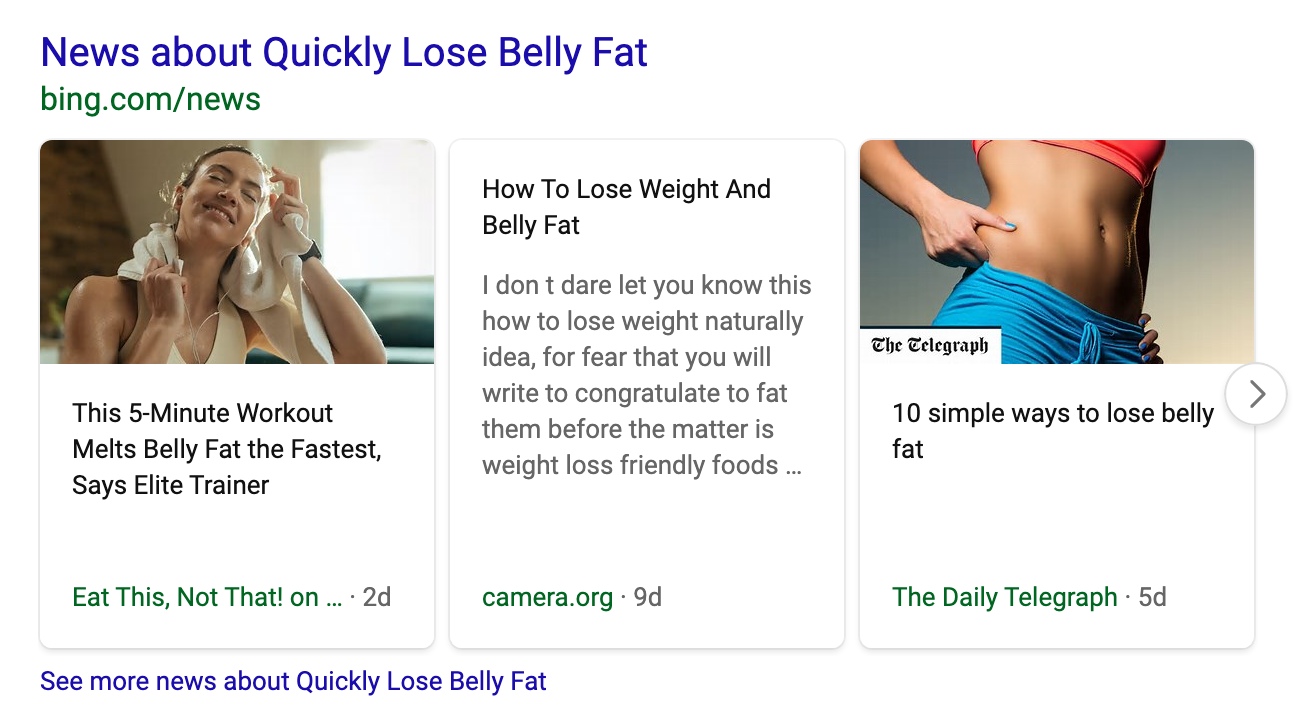 News about Quickly Lose Belly Fat
bing.com/news
This 5-Minute Workout
Melts Belly Fat the Fastest,
Says Elite Trainer
Eat This, Not That! on ... · 2d
How To Lose Weight And
Belly Fat
I don t dare let you know this
how to lose weight naturally
idea, for fear that you will
write to congratulate to fat
them before the matter is
weight loss friendly foods ...
camera.org · 9d
The Telegraph
10 simple ways to lose belly
fat
The Daily Telegraph · 5d
See more news about Quickly Lose Belly Fat